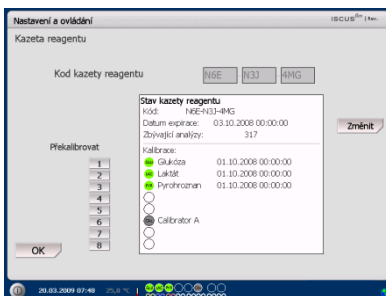 Nastavení a ovládání
ISCUS
Kazeta reagentu
Kod kazety reagentu
N6E - N3J - 4MG
Stav kazety reagentu
Kód: N6E-N3J-4MG
Datum expirace: 03.10.2008 00:00:00
Zbývající analýzy: 317
Změnit
Překalibrovat
Kalibrace:
1
Glukóza 01.10.2008 00:00:00
2
Laktát 01.10.2008 00:00:00
3
Pyrohroznan 01.10.2008 00:00:00
4
5
6
Calibrator A
7
8
OK
20.03.2009 07:48 25,8 °C